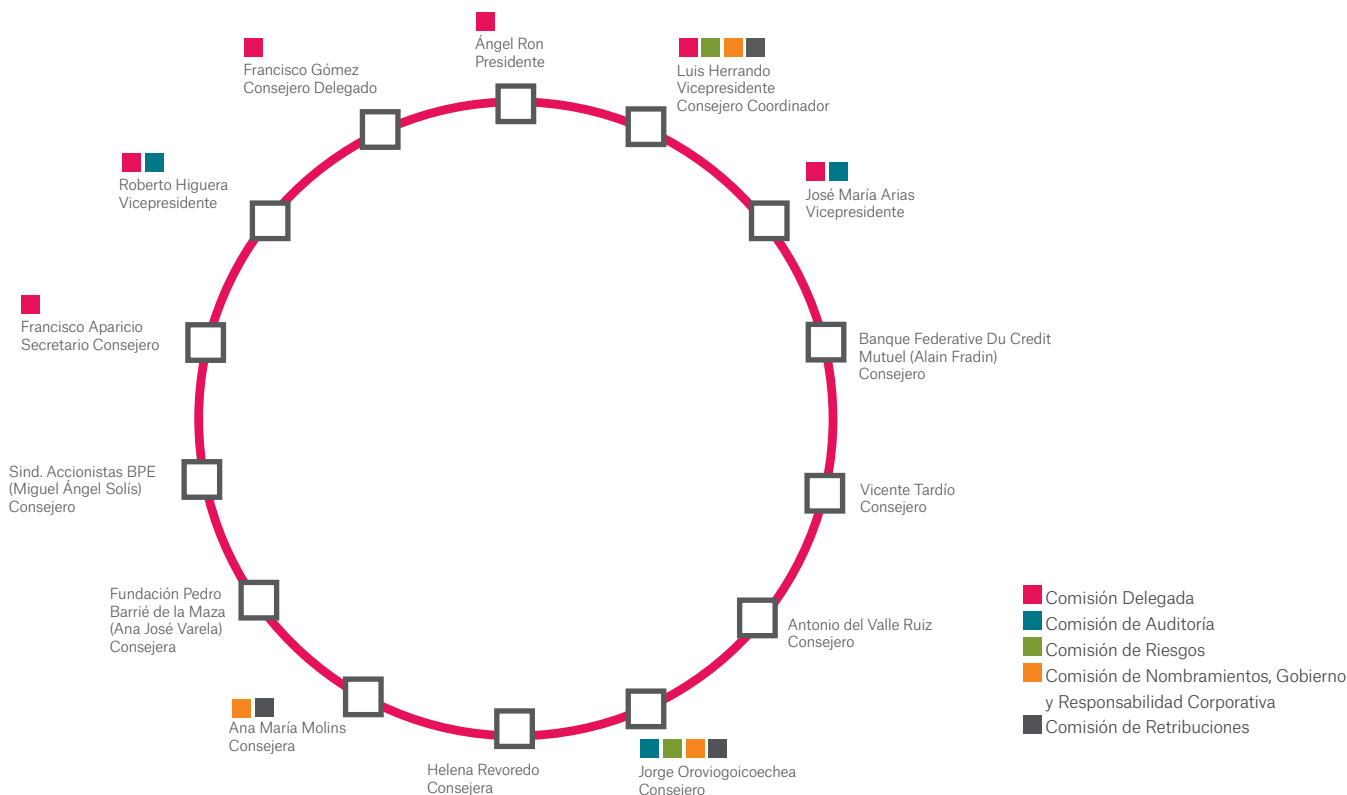 Ángel Ron
Presidente
Luis Herrando
Vicepresidente
Consejero Coordinador
José María Arias
Vicepresidente
Banque Federative Du Credit
Mutuel (Alain Fradin)
Consejero
Vicente Tardío
Consejero
Antonio del Valle Ruiz
Consejero
Jorge Oroviogoicoechea
Consejero
Helena Revoredo
Consejera
Ana María Molins
Consejera
Fundación Pedro
Barrié de la Maza
(Ana José Varela)
Consejera
Sind. Accionistas BPE
(Miguel Ángel Solís)
Consejero
Francisco Aparicio
Secretario Consejero
Roberto Higuera
Vicepresidente
Francisco Gómez
Consejero Delegado
Comisión Delegada
Comisión de Auditoría
Comisión de Riesgos
Comisión de Nombramientos, Gobierno
y Responsabilidad Corporativa
Comisión de Retribuciones